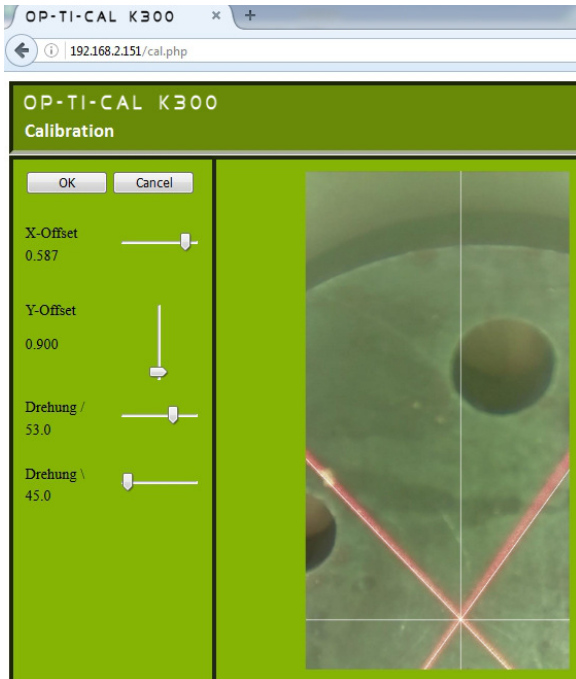 OP-TI-CAL K300 × +
192.168.2.151/cal.php
OP-TI-CAL K300
Calibration
OK Cancel
X-Offset
0.587
Y-Offset
0.900
Drehung /
53.0
Drehung \
45.0